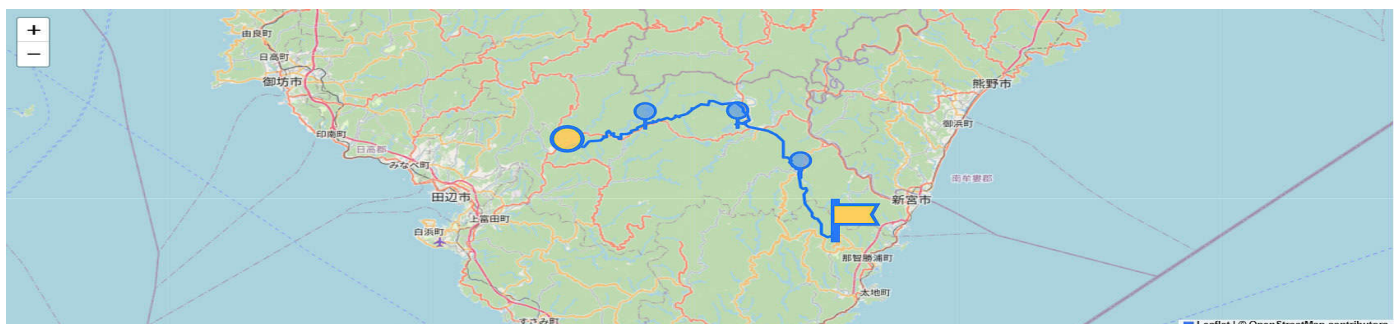 +
−
由良町
日高町
御坊市
印南町
日高郡
みなべ町
田辺市
上富田町
白浜町
すさみ町
熊野市
御浜町
南牟婁郡
新宮市
那智勝浦町
太地町
Leaflet | © OpenStreetMap contributors